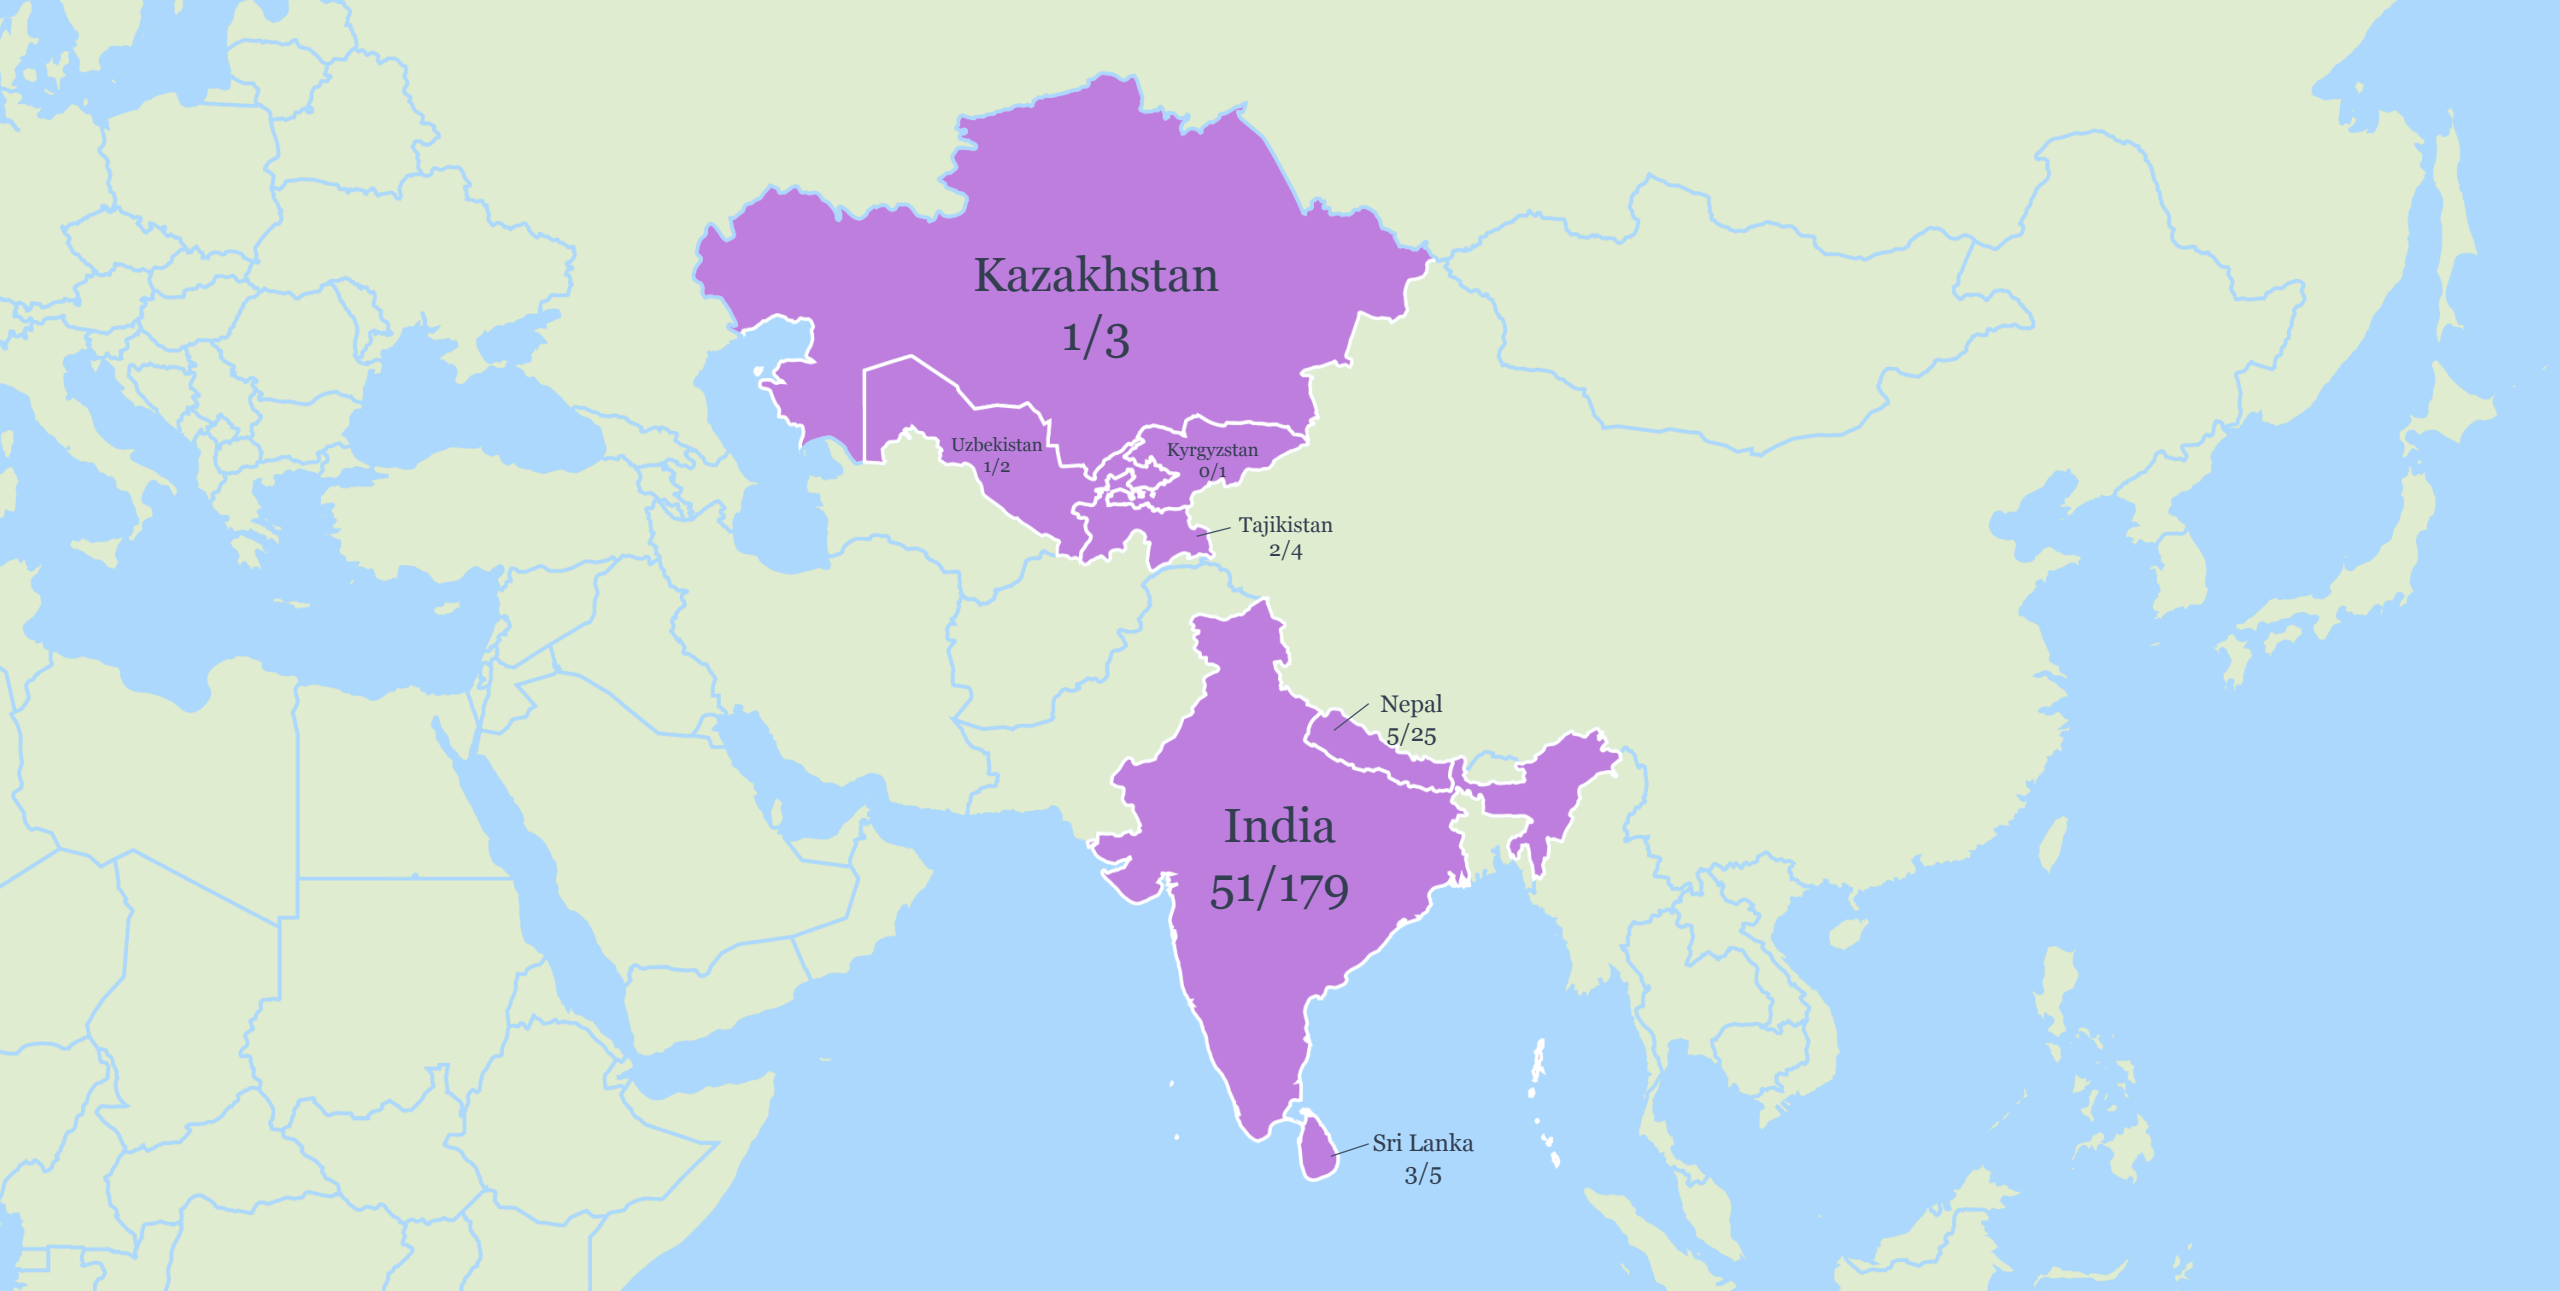 Kazakhstan
1/3
Uzbekistan
1/2
Kyrgyzstan
0/1
Tajikistan
2/4
Nepal
5/25
India
51/179
Sri Lanka
3/5